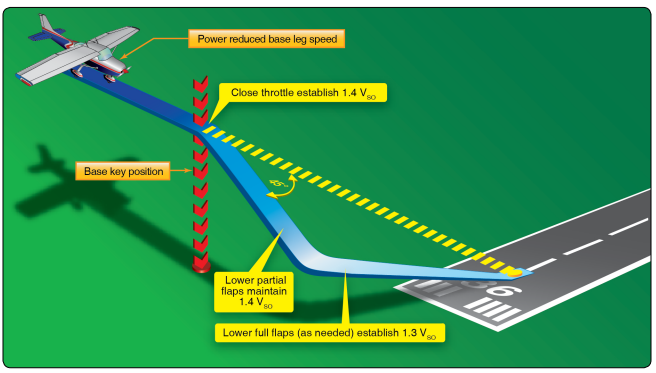 Power reduced base leg speed
Close throttle establish 1.4 VSO
Base key position
45°
Lower partial
flaps maintain
1.4 VSO
Lower full flaps (as needed) establish 1.3 VSO
36